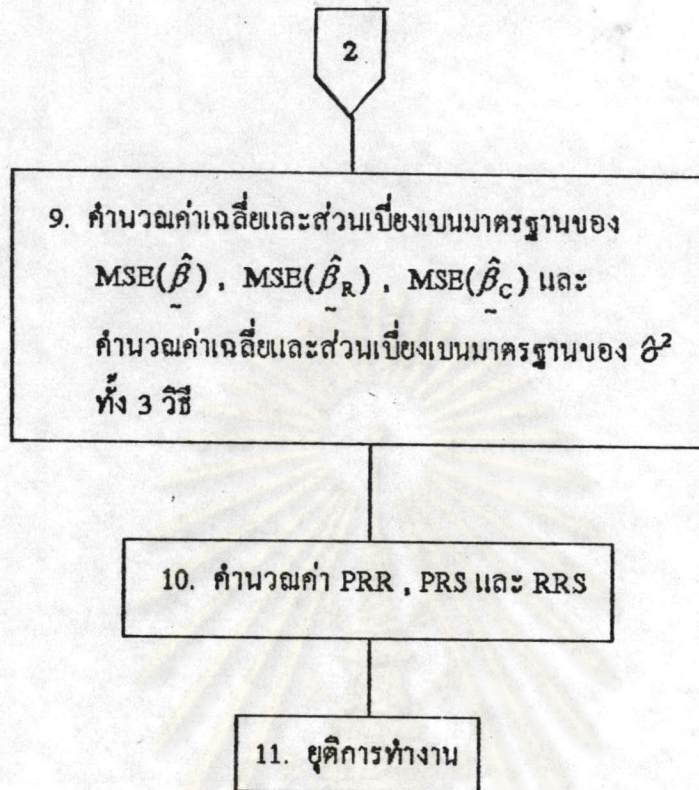 2
9. คำนวณค่าเฉลี่ยและส่วนเบี่ยงเบนมาตรฐานของ
MSE(β̂) , MSE(β̂_R) , MSE(β̂_C) และ
คำนวณค่าเฉลี่ยและส่วนเบี่ยงเบนมาตรฐานของ σ̂²
ทั้ง 3 วิธี
10. คำนวณค่า PRR , PRS และ RRS
11. ยุติการทำงาน